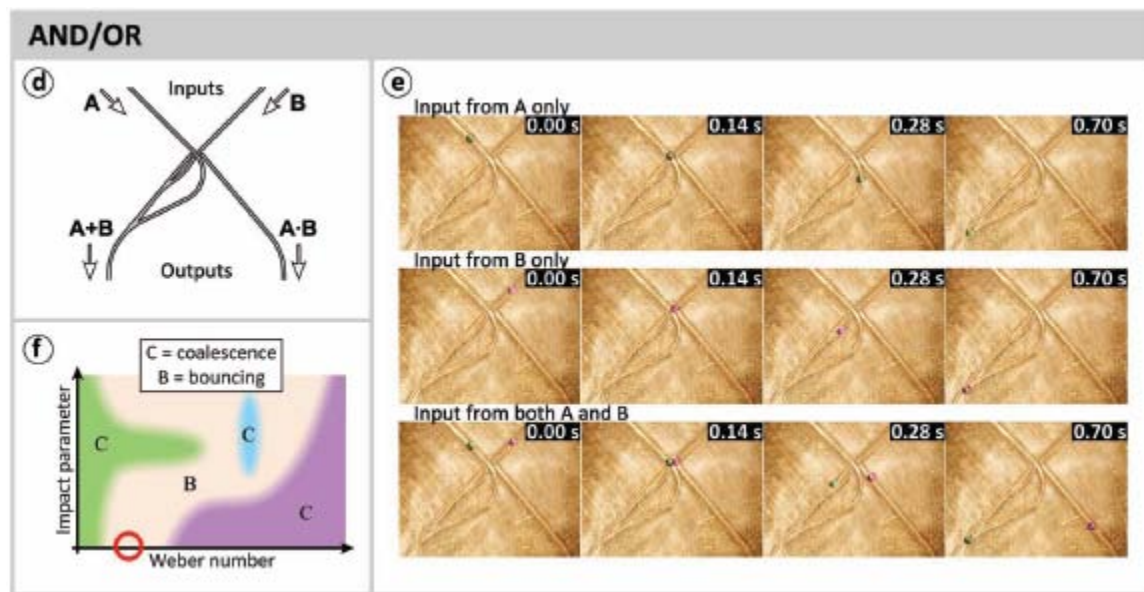 AND/OR
d
Inputs
A
B
A+B
A·B
Outputs
e
Input from A only
0.00 s
0.14 s
0.28 s
0.70 s
Input from B only
0.00 s
0.14 s
0.28 s
0.70 s
Input from both A and B
0.00 s
0.14 s
0.28 s
0.70 s
f
C = coalescence
B = bouncing
Impact parameter
C
C
B
C
Weber number